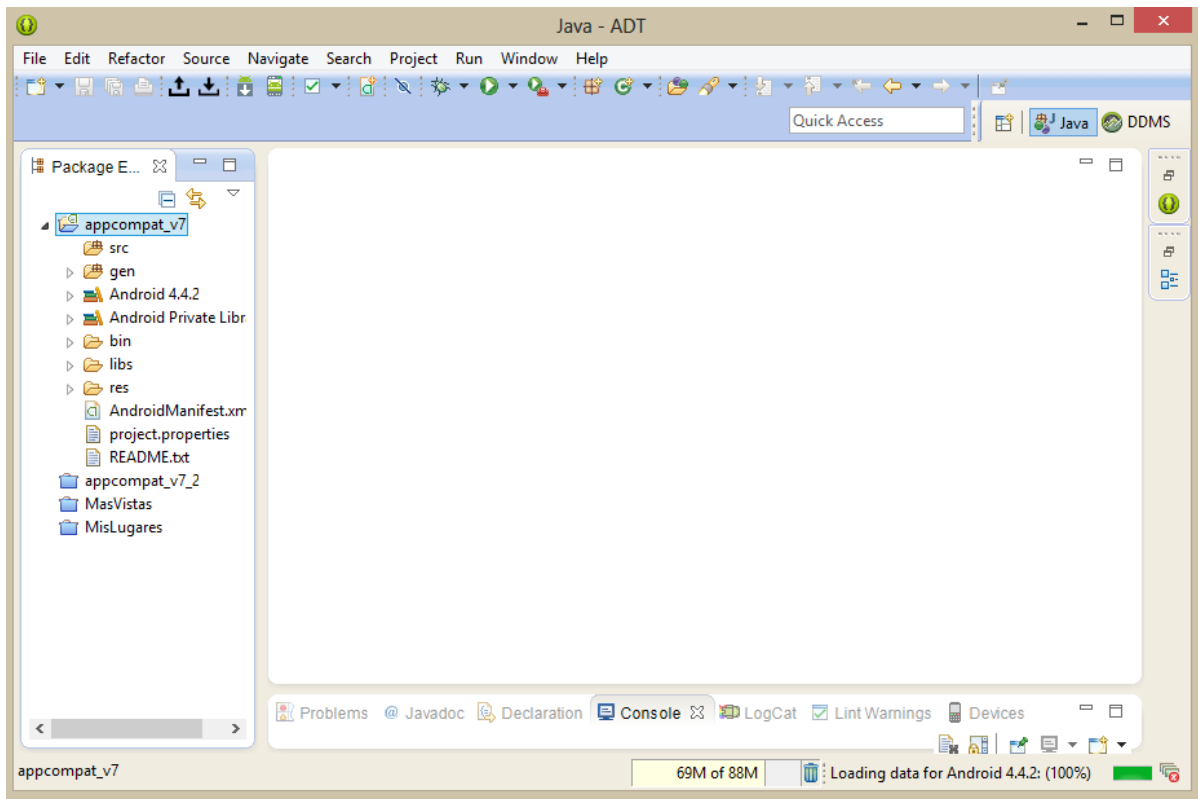 Java - ADT
File Edit Refactor Source Navigate Search Project Run Window Help
Quick Access
Java
DDMS
Package E...
appcompat_v7
src
gen
Android 4.4.2
Android Private Libr
bin
libs
res
AndroidManifest.xm
project.properties
README.txt
appcompat_v7_2
MasVistas
MisLugares
Problems @ Javadoc Declaration Console LogCat Lint Warnings Devices
appcompat_v7
69M of 88M
Loading data for Android 4.4.2: (100%)